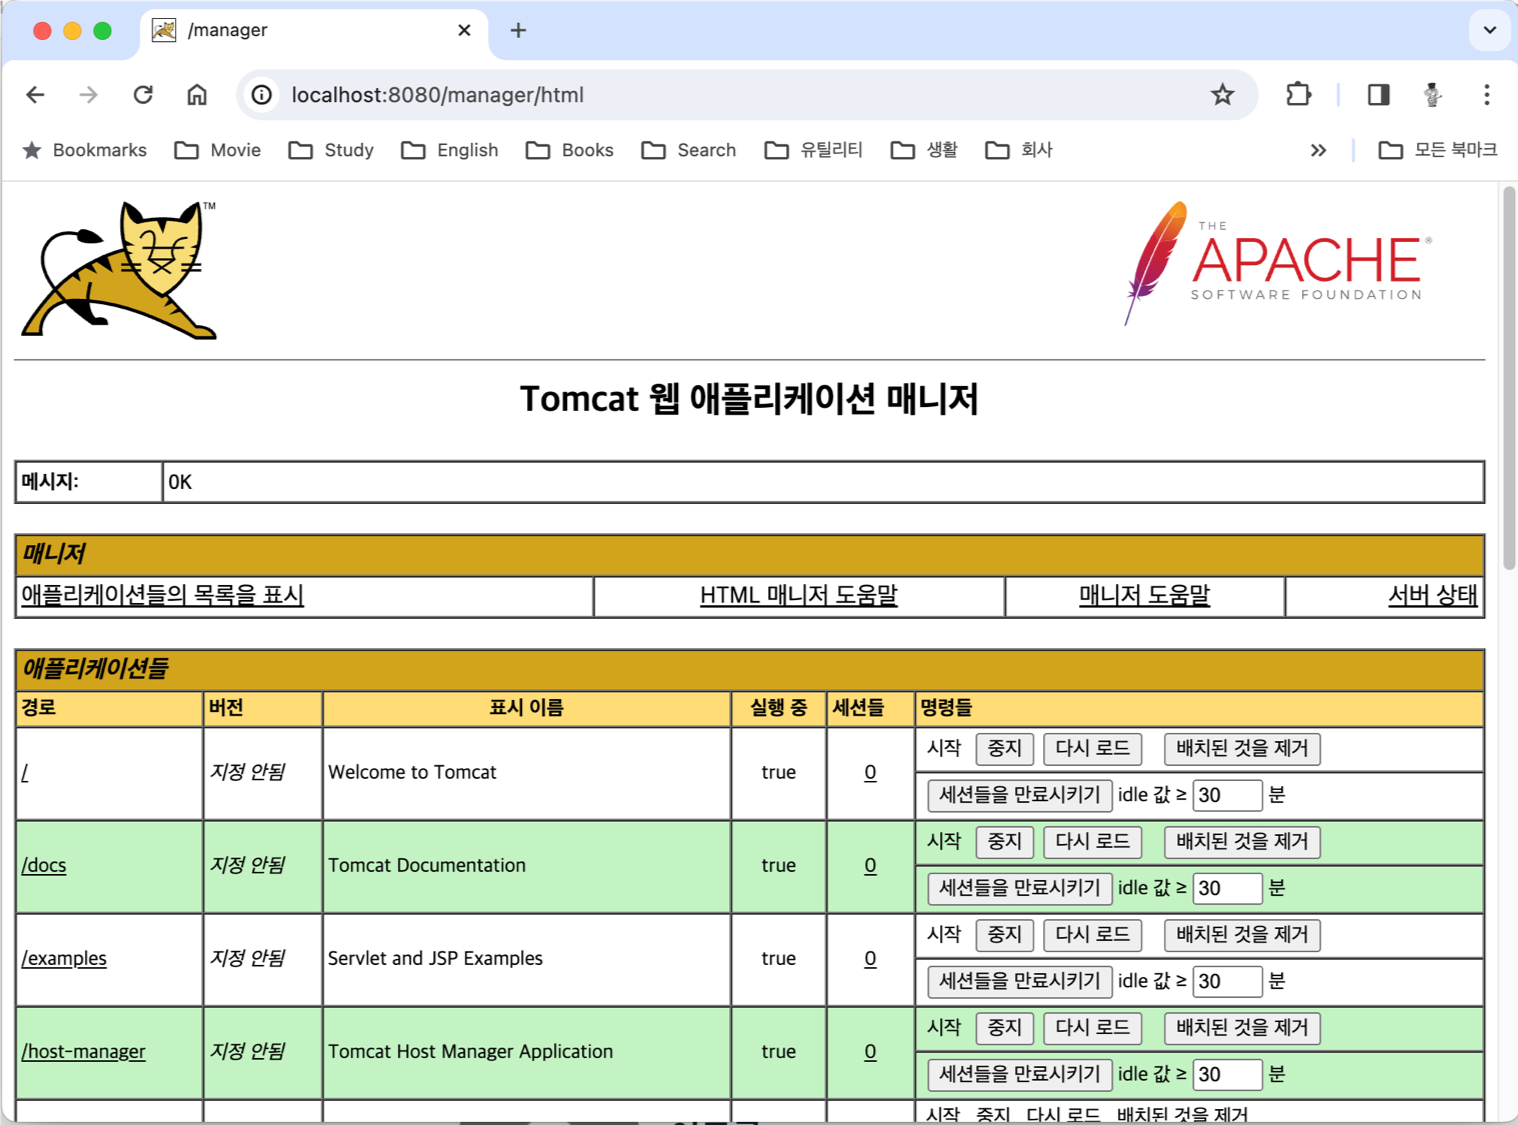 /manager
localhost:8080/manager/html
Bookmarks Movie Study English Books Search 유틸리티 생활 회사 모든 북마크
TM
THE
APACHE®
SOFTWARE FOUNDATION
Tomcat 웹 애플리케이션 매니저
메시지: OK
매니저
애플리케이션들의 목록을 표시 HTML 매니저 도움말 매니저 도움말 서버 상태
애플리케이션들
경로 버전 표시 이름 실행 중 세션들 명령들
/ 지정 안됨 Welcome to Tomcat true 0 시작 중지 다시 로드 배치된 것을 제거
세션들을 만료시키기 idle 값 ≥ 30 분
/docs 지정 안됨 Tomcat Documentation true 0 시작 중지 다시 로드 배치된 것을 제거
세션들을 만료시키기 idle 값 ≥ 30 분
/examples 지정 안됨 Servlet and JSP Examples true 0 시작 중지 다시 로드 배치된 것을 제거
세션들을 만료시키기 idle 값 ≥ 30 분
/host-manager 지정 안됨 Tomcat Host Manager Application true 0 시작 중지 다시 로드 배치된 것을 제거
세션들을 만료시키기 idle 값 ≥ 30 분
시작 중지 다시 로드 배치된 것을 제거